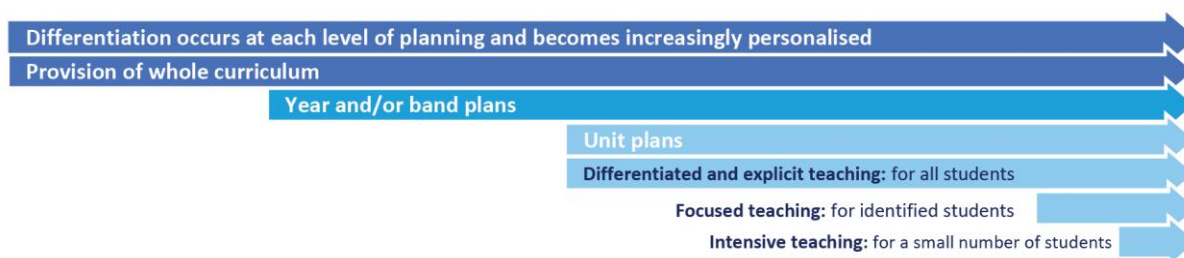 Differentiation occurs at each level of planning and becomes increasingly personalised
Provision of whole curriculum
Year and/or band plans
Unit plans
Differentiated and explicit teaching: for all students
Focused teaching: for identified students
Intensive teaching: for a small number of students